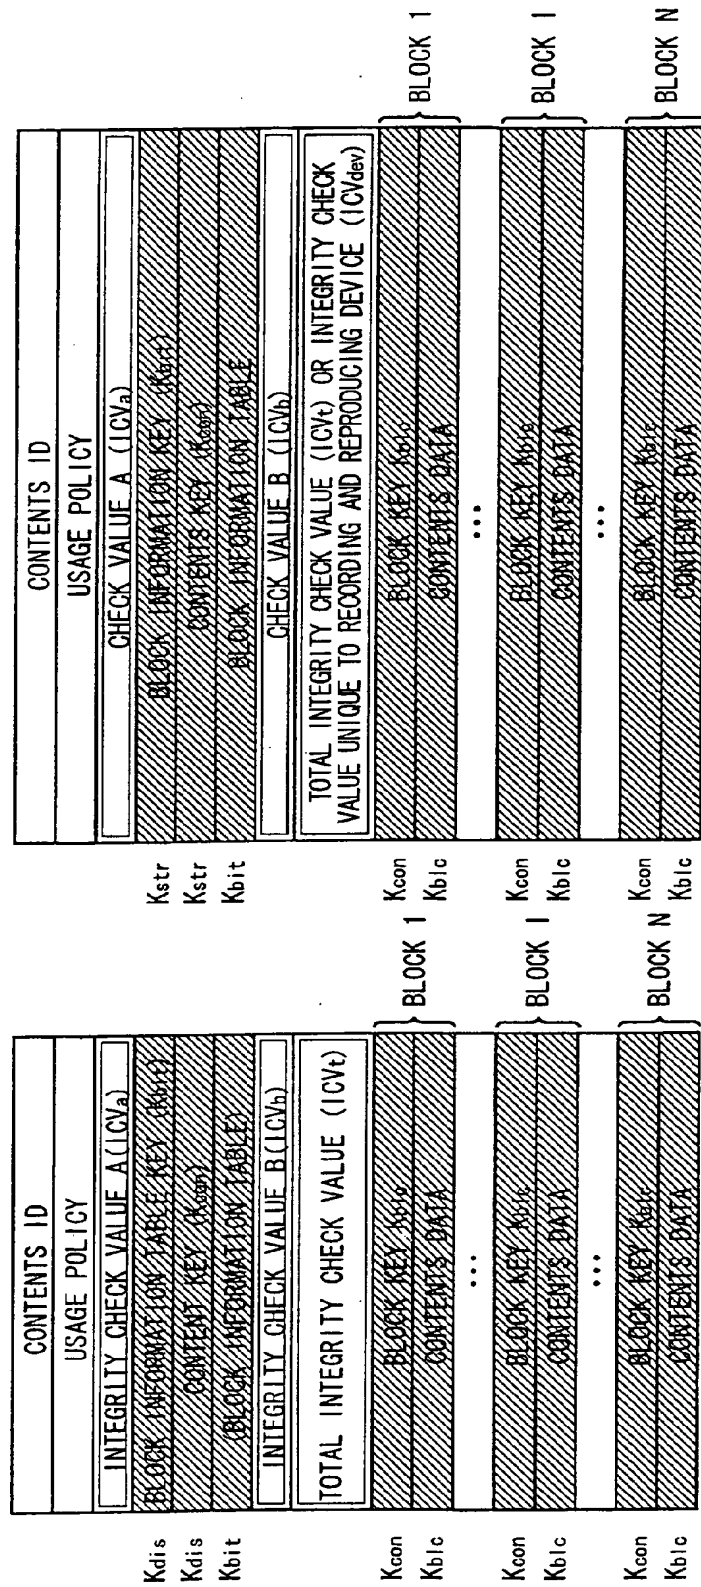 CONTENTS ID
USAGE POLICY
INTEGRITY CHECK VALUE A(ICVa)
Kdis BLOCK INFORMATION TABLE KEY (Kbit)
Kdis CONTENT KEY (Kcon)
Kbit (BLOCK INFORMATION TABLE)
INTEGRITY CHECK VALUE B(ICVb)
TOTAL INTEGRITY CHECK VALUE (ICVt)
Kcon BLOCK KEY Kblc
Kblc CONTENTS DATA
BLOCK 1
...
Kcon BLOCK KEY Kblc
Kblc CONTENTS DATA
BLOCK I
...
Kcon BLOCK KEY Kblc
Kblc CONTENTS DATA
BLOCK N
CONTENTS ID
USAGE POLICY
CHECK VALUE A (ICVa)
Kstr BLOCK INFORMATION KEY (Kbit)
Kstr CONTENTS KEY (Kcon)
Kbit BLOCK INFORMATION TABLE
CHECK VALUE B (ICVb)
TOTAL INTEGRITY CHECK VALUE (ICVt) OR INTEGRITY CHECK
VALUE UNIQUE TO RECORDING AND REPRODUCING DEVICE (ICVdev)
Kcon BLOCK KEY Kblc
Kblc CONTENTS DATA
BLOCK 1
...
Kcon BLOCK KEY Kblc
Kblc CONTENTS DATA
BLOCK I
...
Kcon BLOCK KEY Kblc
Kblc CONTENTS DATA
BLOCK N